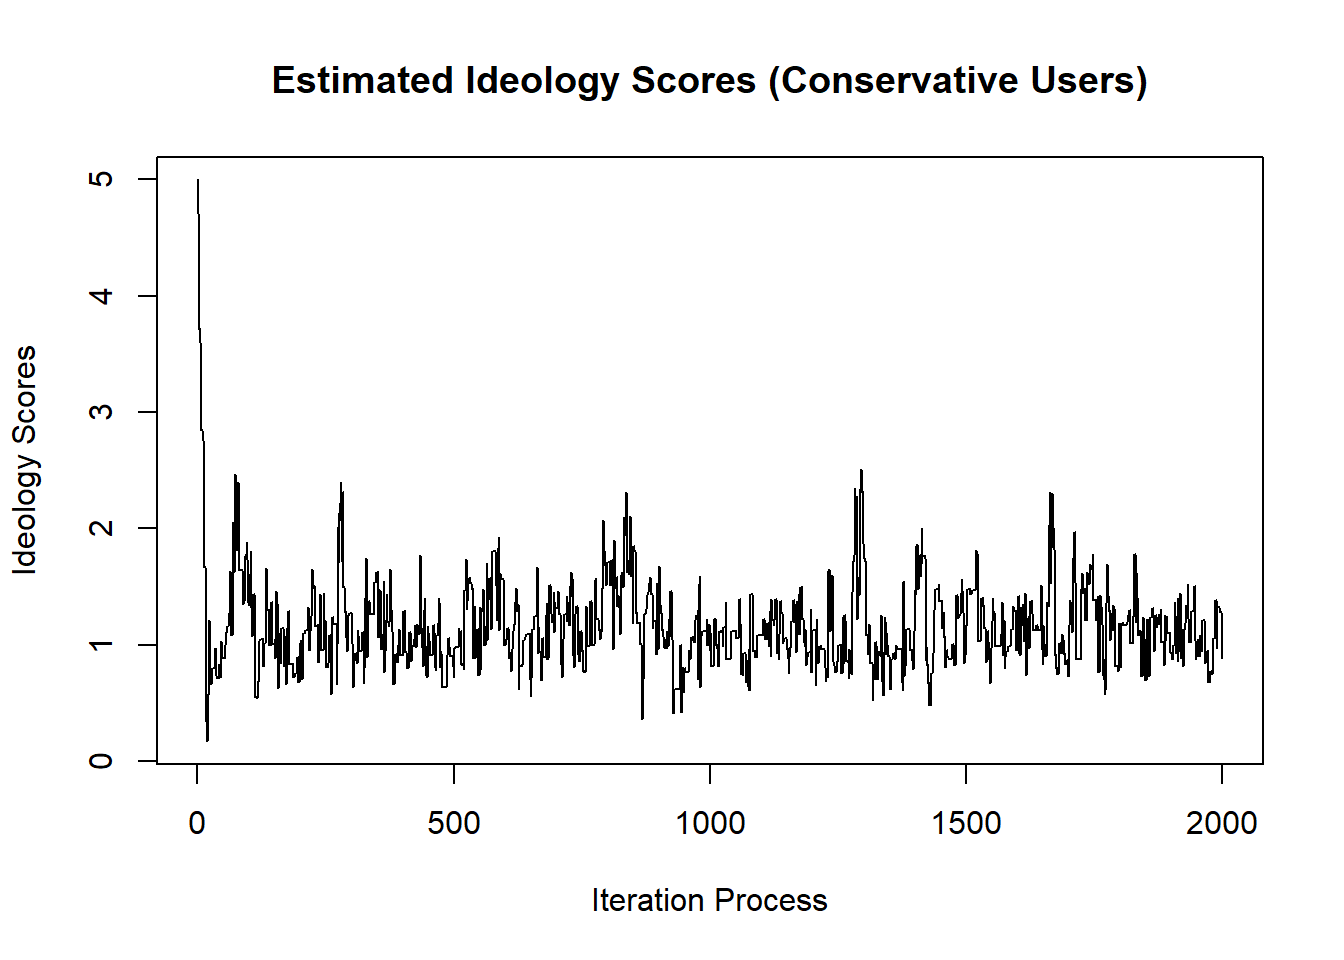 Estimated Ideology Scores (Conservative Users)
Ideology Scores
5
4
3
2
1
0
0 500 1000 1500 2000
Iteration Process